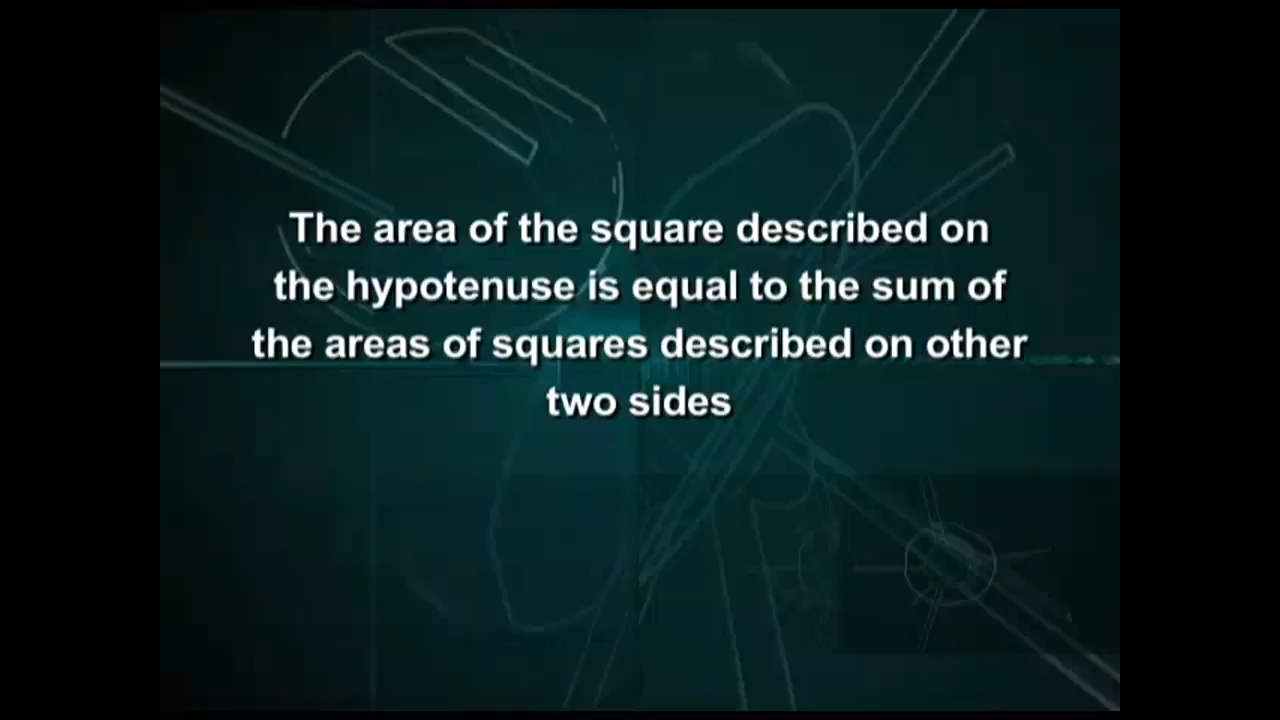 The area of the square described on
the hypotenuse is equal to the sum of
the areas of squares described on other
two sides